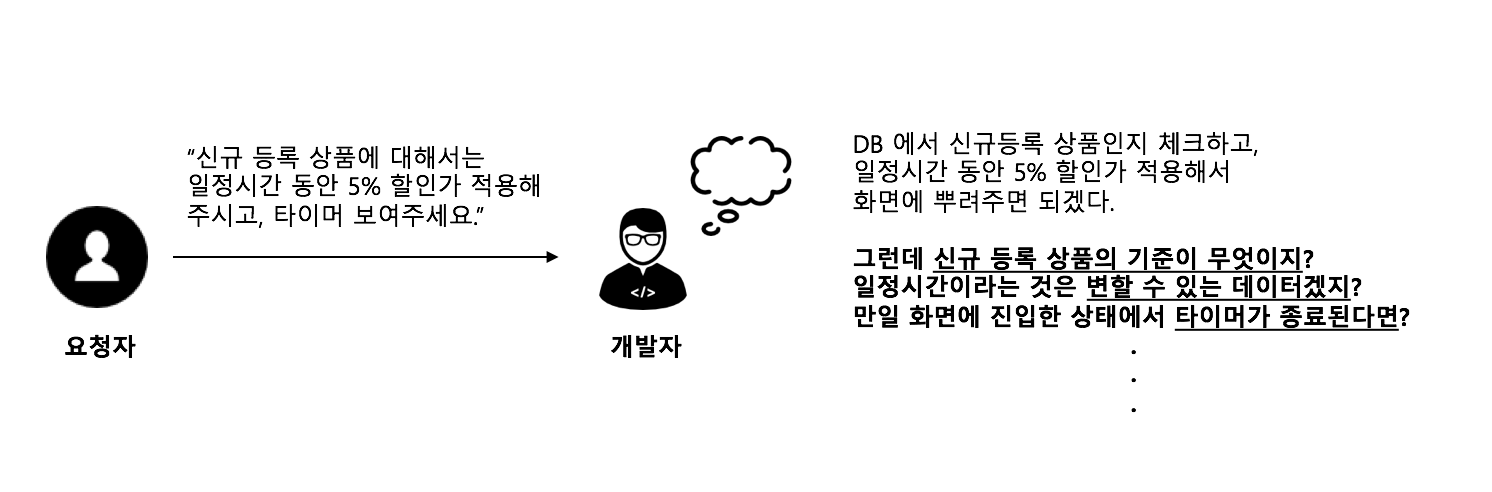 “신규 등록 상품에 대해서는
일정시간 동안 5% 할인가 적용해
주시고, 타이머 보여주세요.”
요청자
</>
개발자
DB 에서 신규등록 상품인지 체크하고,
일정시간 동안 5% 할인가 적용해서
화면에 뿌려주면 되겠다.
그런데 신규 등록 상품의 기준이 무엇이지?
일정시간이라는 것은 변할 수 있는 데이터겠지?
만일 화면에 진입한 상태에서 타이머가 종료된다면?
.
.
.